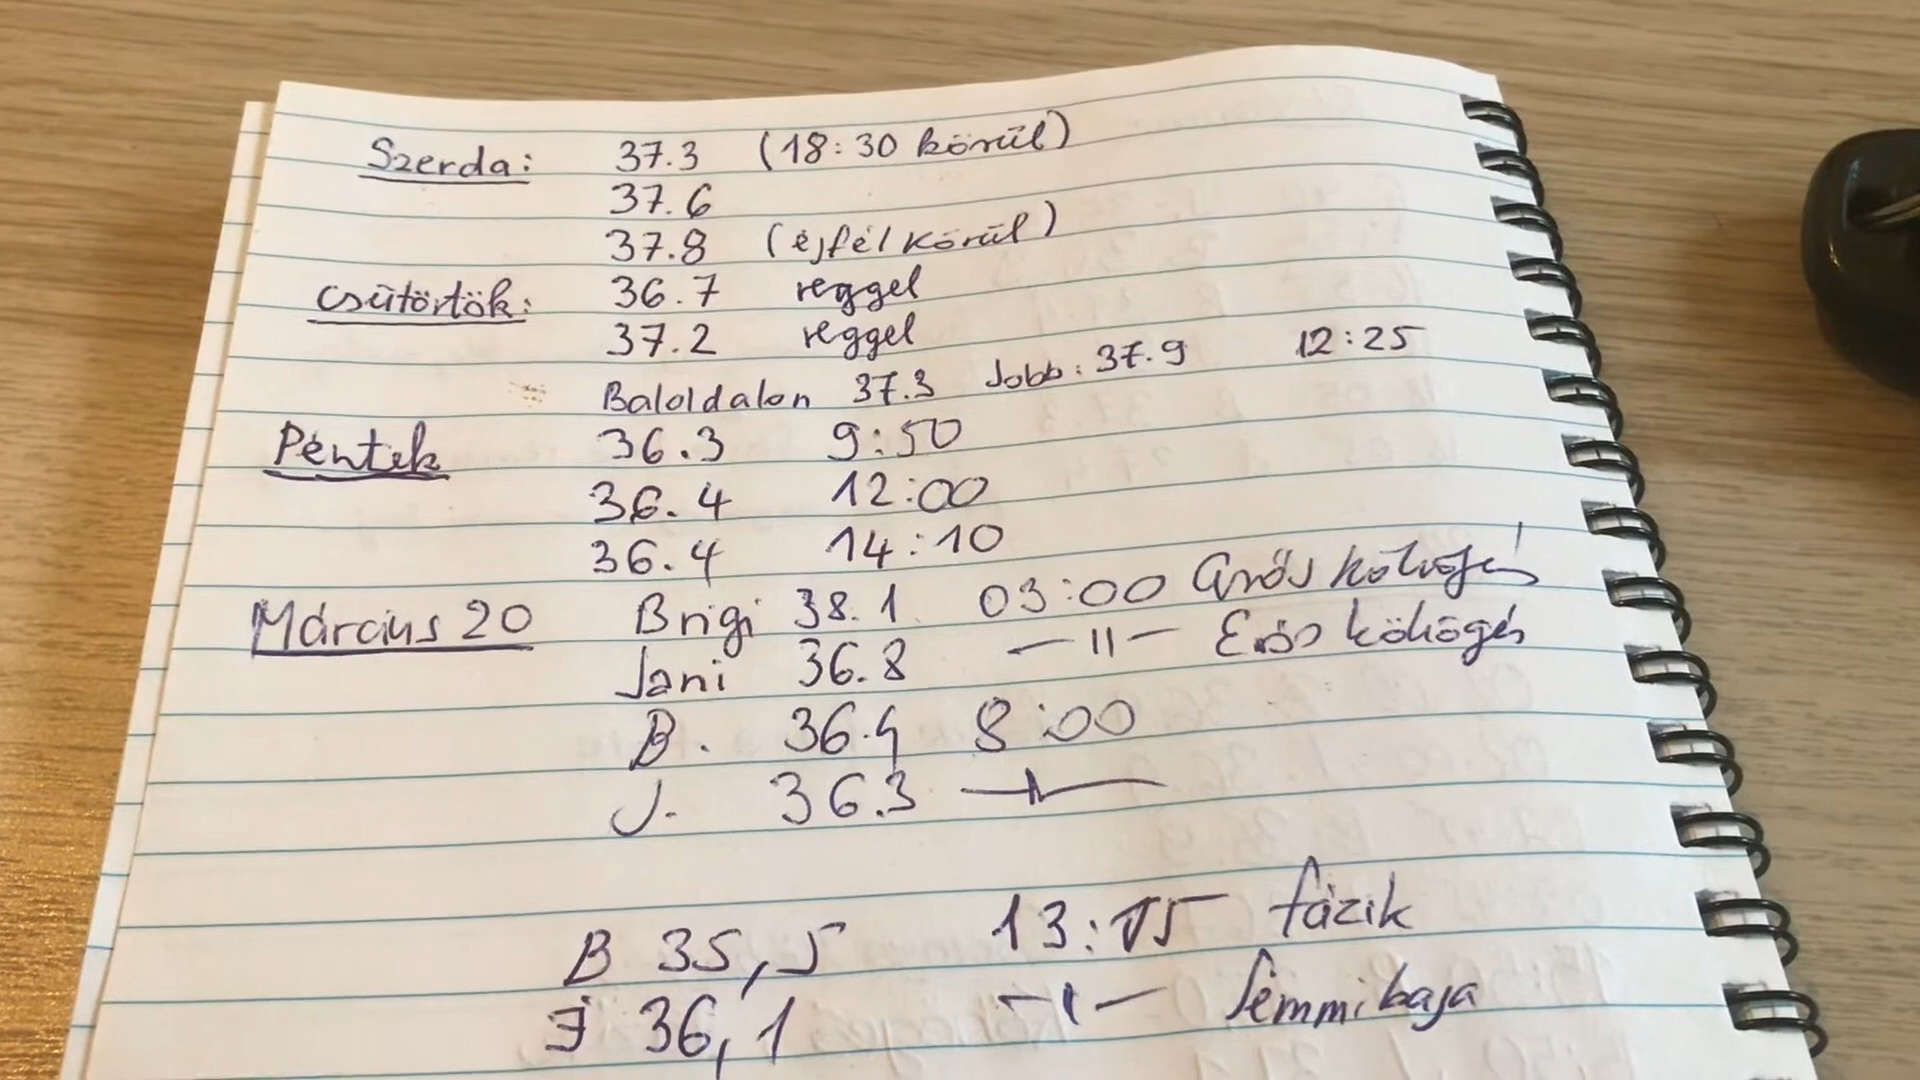 Szerda: 37.3 (18:30 körül)
37.6
37.8 (éjfél körül)
Csütörtök: 36.7 reggel
37.2 reggel
Baloldalon 37.3 Jobb: 37.9 12:25
Péntek 36.3 9:50
36.4 12:00
36.4 14:10
Március 20 Brigi 38.1 03:00 Erős köhögés
Jani 36.8 —11— Erős köhögés
B. 36.4 8:00
J. 36.3 —11—
B 35,5 13:15 fázik
J 36,1 —11— semmi baja